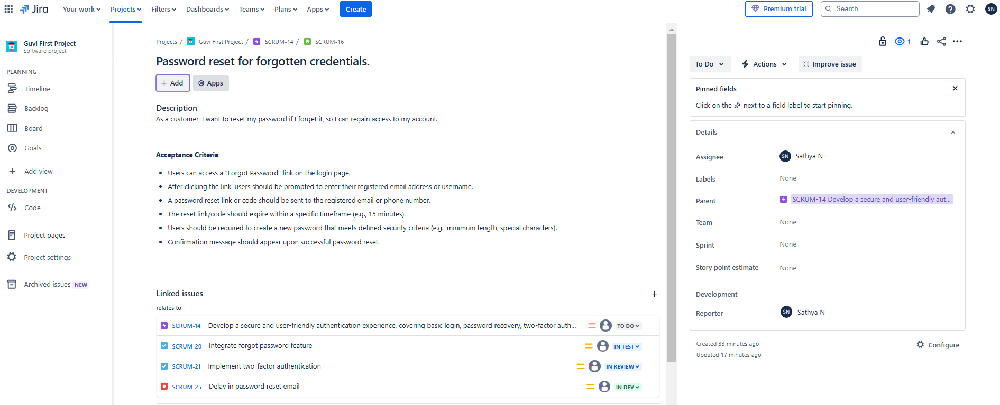 Jira
Your work
Projects
Filters
Dashboards
Teams
Plans
Apps
Create
Premium trial
Search
SN
Guvi First Project
Software project
PLANNING
Timeline
Backlog
Board
Goals
Add view
DEVELOPMENT
Code
Project pages
Project settings
Archived issues NEW
Projects / Guvi First Project / SCRUM-14 / SCRUM-16
Password reset for forgotten credentials.
+ Add
Apps
Description
As a customer, I want to reset my password if I forget it, so I can regain access to my account.
Acceptance Criteria:
• Users can access a "Forgot Password" link on the login page.
• After clicking the link, users should be prompted to enter their registered email address or username.
• A password reset link or code should be sent to the registered email or phone number.
• The reset link/code should expire within a specific timeframe (e.g., 15 minutes).
• Users should be required to create a new password that meets defined security criteria (e.g., minimum length, special characters).
• Confirmation message should appear upon successful password reset.
Linked issues
relates to
SCRUM-14 Develop a secure and user-friendly authentication experience, covering basic login, password recovery, two-factor auth... TO DO
SCRUM-20 Integrate forgot password feature IN TEST
SCRUM-21 Implement two-factor authentication IN REVIEW
SCRUM-25 Delay in password reset email IN DEV
1
To Do
Actions
Improve issue
Pinned fields
Click on the next to a field label to start pinning.
Details
Assignee SN Sathya N
Labels None
Parent SCRUM-14 Develop a secure and user-friendly aut...
Team None
Sprint None
Story point estimate None
Development
Reporter SN Sathya N
Created 33 minutes ago
Updated 17 minutes ago
Configure